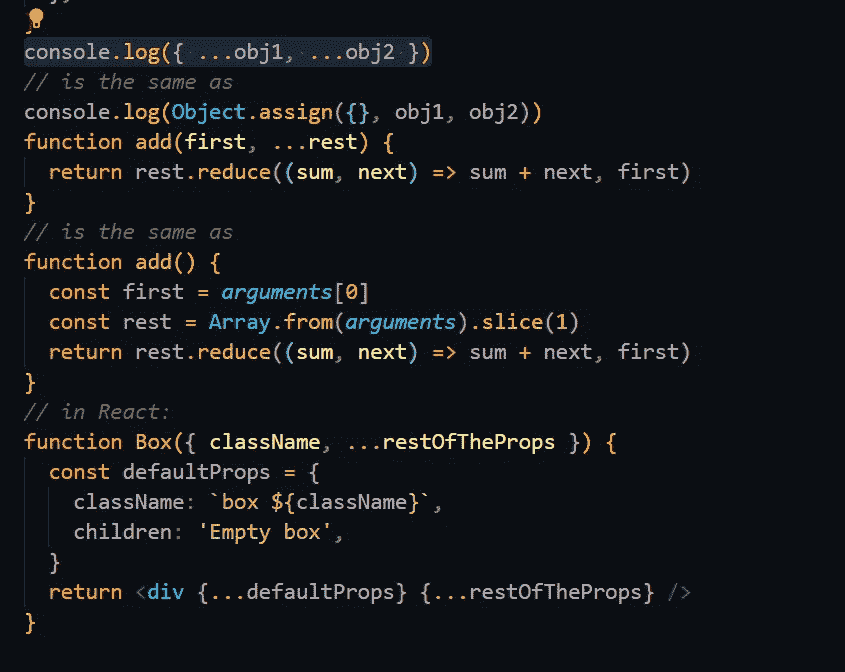 }
console.log({ ...obj1, ...obj2 })
// is the same as
console.log(Object.assign({}, obj1, obj2))
function add(first, ...rest) {
  return rest.reduce((sum, next) => sum + next, first)
}
// is the same as
function add() {
  const first = arguments[0]
  const rest = Array.from(arguments).slice(1)
  return rest.reduce((sum, next) => sum + next, first)
}
// in React:
function Box({ className, ...restOfTheProps }) {
  const defaultProps = {
    className: `box ${className}`,
    children: 'Empty box',
  }
  return <div {...defaultProps} {...restOfTheProps} />
}